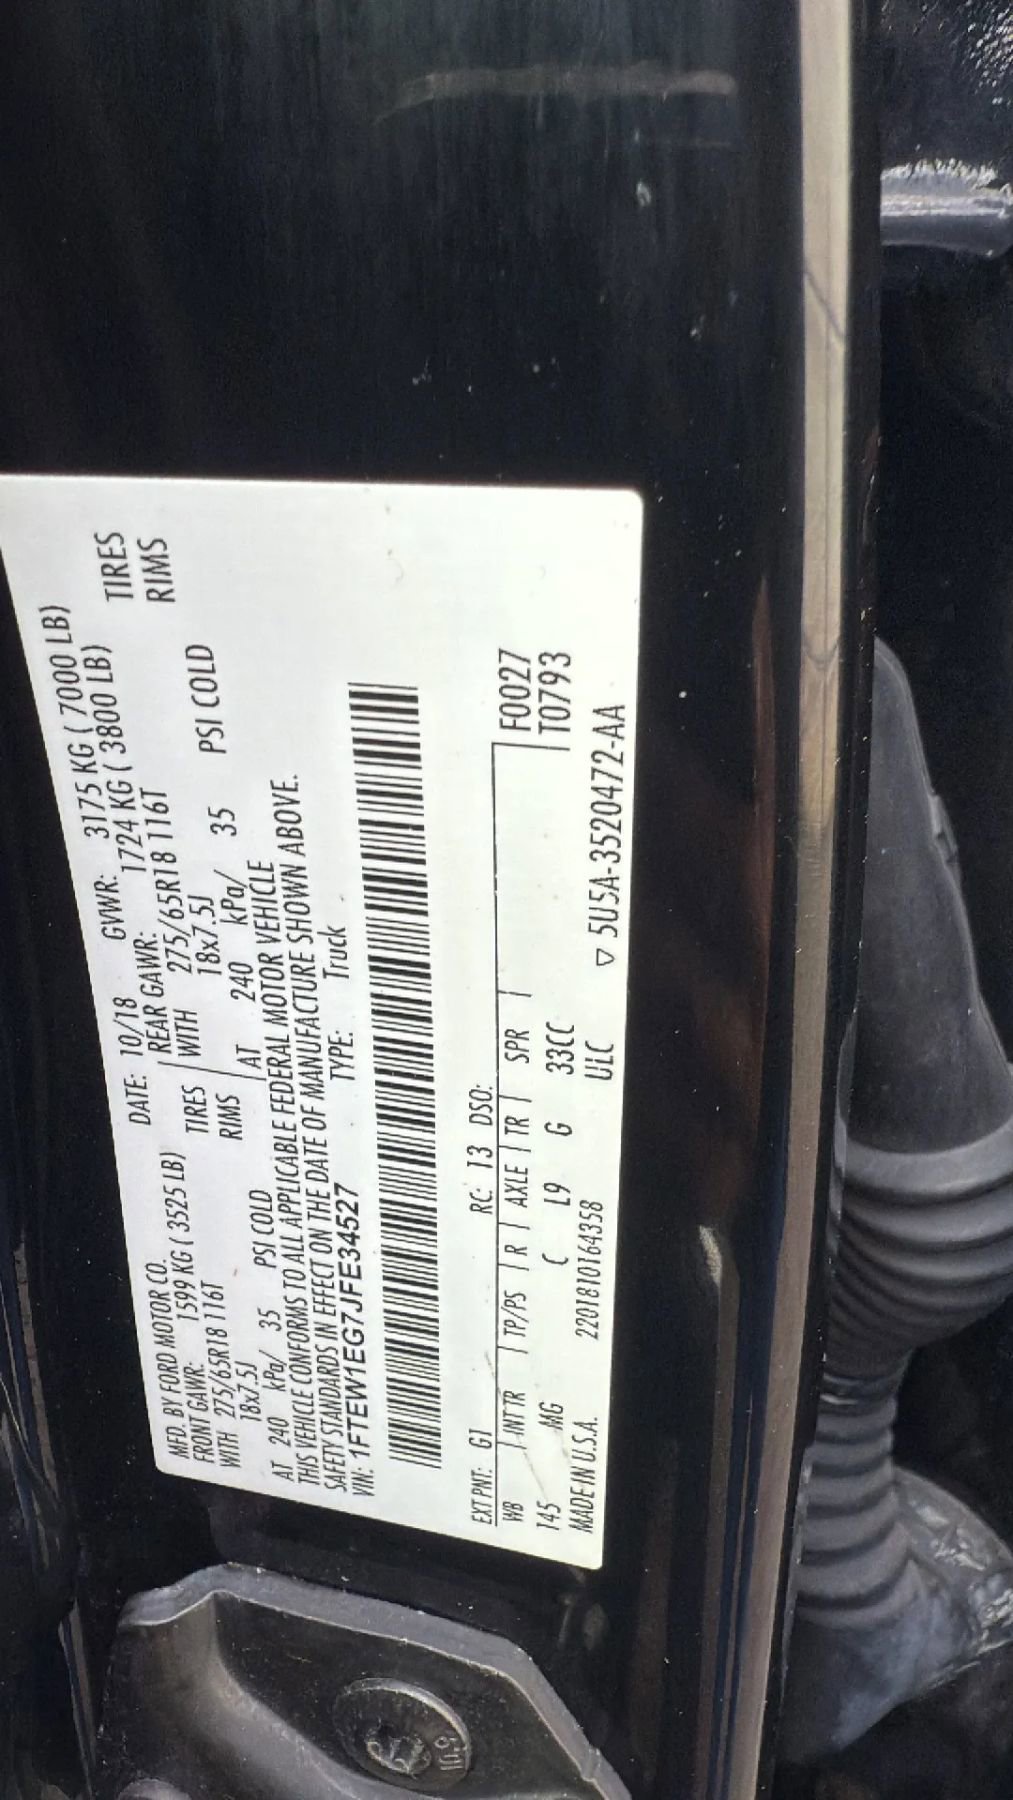 MFD. BY FORD MOTOR CO. DATE: 10/18 GVWR: 3175 KG ( 7000 LB)
FRONT GAWR: 1599 KG ( 3525 LB) REAR GAWR: 1724 KG ( 3800 LB)
WITH 275/65R18 116T TIRES WITH 275/65R18 116T TIRES
18x7.5J RIMS 18x7.5J RIMS
AT 240 kPa/ 35 PSI COLD AT 240 kPa/ 35 PSI COLD
THIS VEHICLE CONFORMS TO ALL APPLICABLE FEDERAL MOTOR VEHICLE
SAFETY STANDARDS IN EFFECT ON THE DATE OF MANUFACTURE SHOWN ABOVE.
VIN: 1FTEW1EG7JFE34527 TYPE: Truck
EXT PNT: G1 RC: 13 DSO: F0027
WB INT TR TP/PS R AXLE TR SPR T0793
145 MG C L9 G 33CC
MADE IN U.S.A. 2201810164358 ULC ▽ 5U5A-3520472-AA
10.9